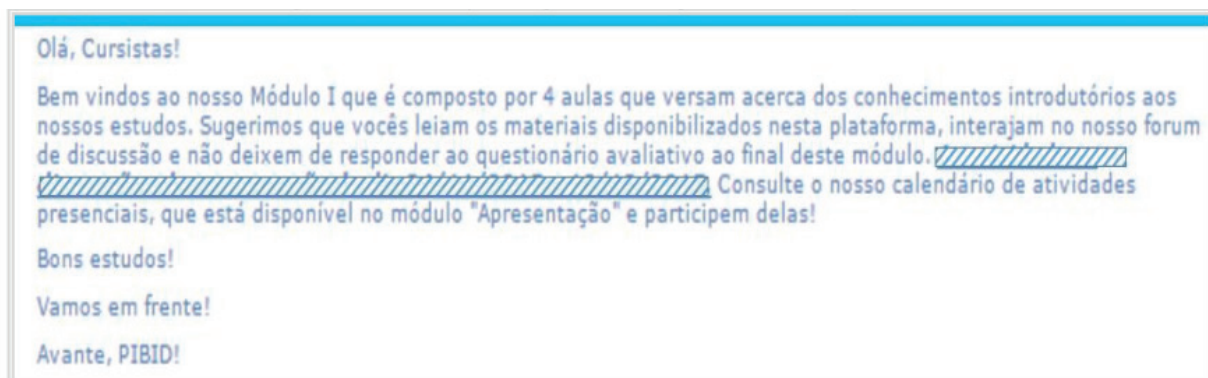 Olá, Cursistas!
Bem vindos ao nosso Módulo I que é composto por 4 aulas que versam acerca dos conhecimentos introdutórios aos
nossos estudos. Sugerimos que vocês leiam os materiais disponibilizados nesta plataforma, interajam no nosso forum
de discussão e não deixem de responder ao questionário avaliativo ao final deste módulo.
Consulte o nosso calendário de atividades
presenciais, que está disponível no módulo "Apresentação" e participem delas!
Bons estudos!
Vamos em frente!
Avante, PIBID!